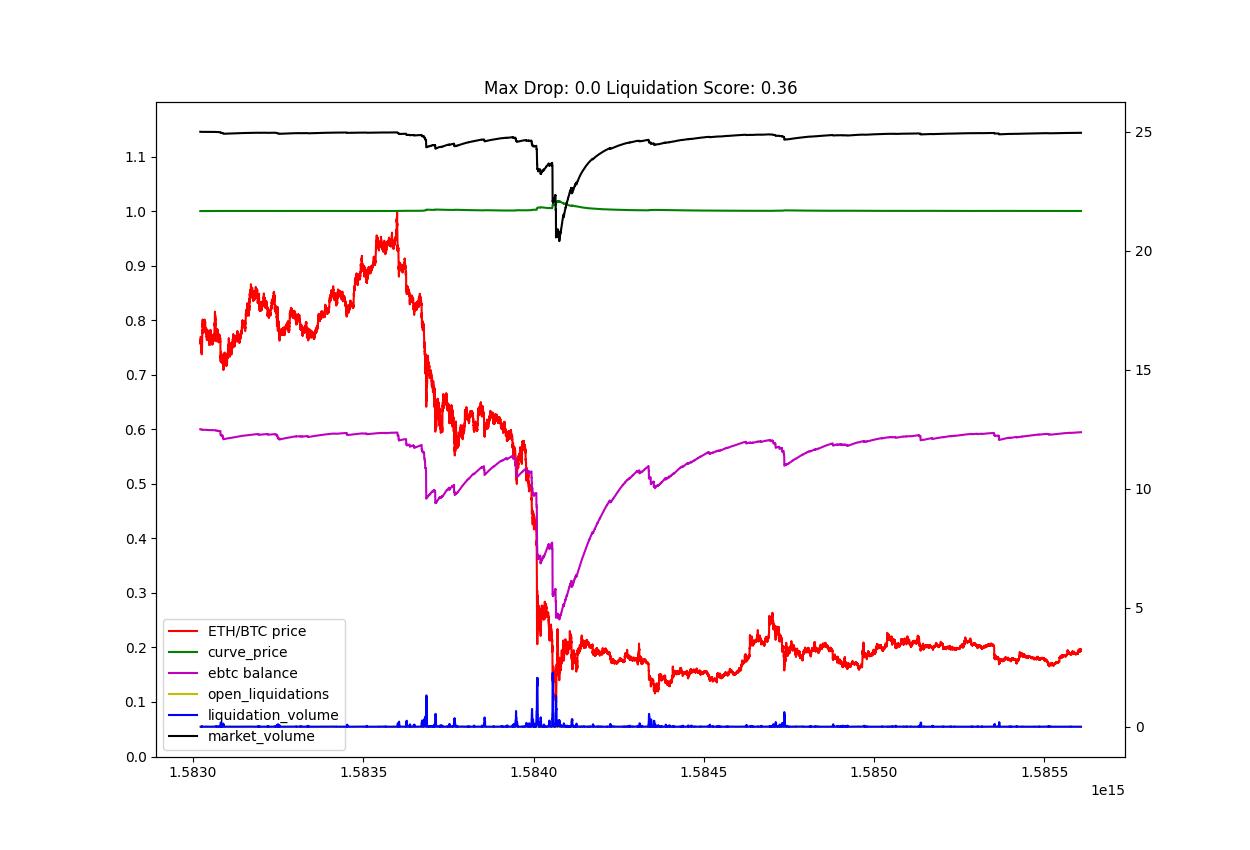 Max Drop: 0.0 Liquidation Score: 0.36
1.1
1.0
0.9
0.8
0.7
0.6
0.5
0.4
0.3
0.2
0.1
0.0
25
20
15
10
5
0
ETH/BTC price
curve_price
ebtc balance
open_liquidations
liquidation_volume
market_volume
1.5830 1.5835 1.5840 1.5845 1.5850 1.5855
1e15